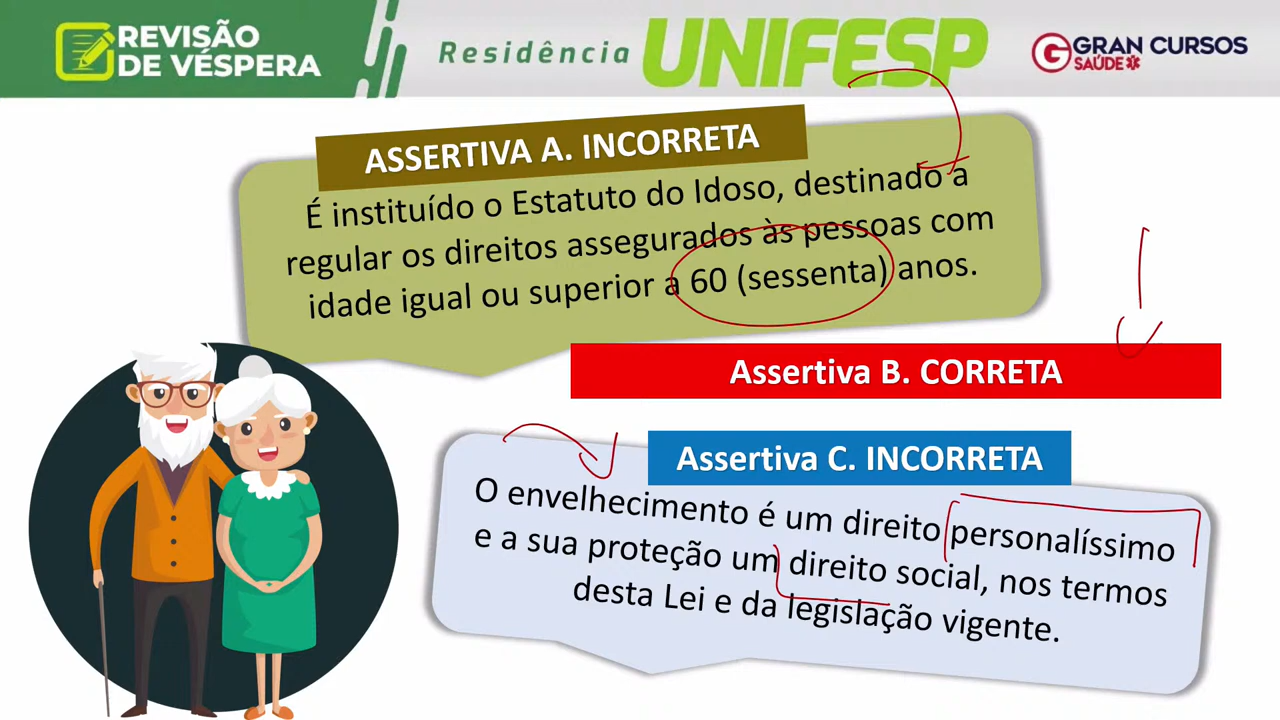 REVISÃO
DE VÉSPERA
Residência
UNIFESP
GRAN CURSOS
SAÚDE
ASSERTIVA A. INCORRETA
É instituído o Estatuto do Idoso, destinado a
regular os direitos assegurados às pessoas com
idade igual ou superior a 60 (sessenta) anos.
Assertiva B. CORRETA
Assertiva C. INCORRETA
O envelhecimento é um direito personalíssimo
e a sua proteção um direito social, nos termos
desta Lei e da legislação vigente.